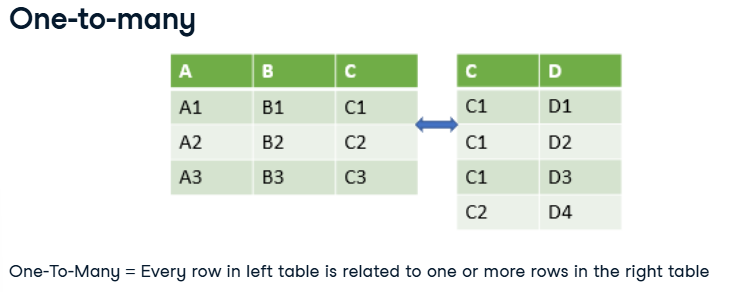 One-to-many
A B C C D
A1 B1 C1 C1 D1
A2 B2 C2 C1 D2
A3 B3 C3 C1 D3
C2 D4
One-To-Many = Every row in left table is related to one or more rows in the right table